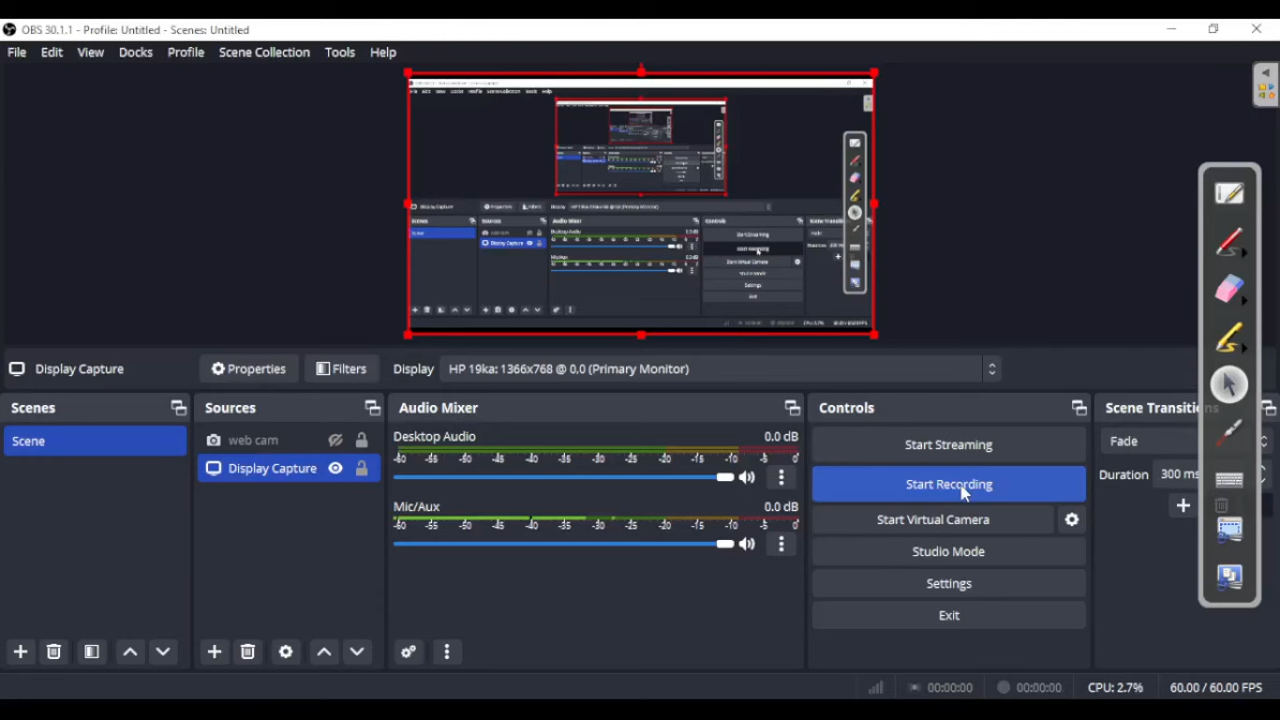 OBS 30.1.1 - Profile: Untitled - Scenes: Untitled
File Edit View Docks Profile Scene Collection Tools Help
Display Capture Properties Filters Display HP 19ka: 1366x768 @ 0,0 (Primary Monitor)
Scenes Sources Audio Mixer Controls Scene Transiti
Scene web cam Desktop Audio 0.0 dB Start Streaming Fade
-60 -55 -50 -45 -40 -35 -30 -25 -20 -15 -10 -5 0
Display Capture Start Recording Duration 300 ms
Mic/Aux 0.0 dB
-60 -55 -50 -45 -40 -35 -30 -25 -20 -15 -10 -5 0
Start Virtual Camera
Studio Mode
Settings
Exit
00:00:00 00:00:00 CPU: 2.7% 60.00 / 60.00 FPS